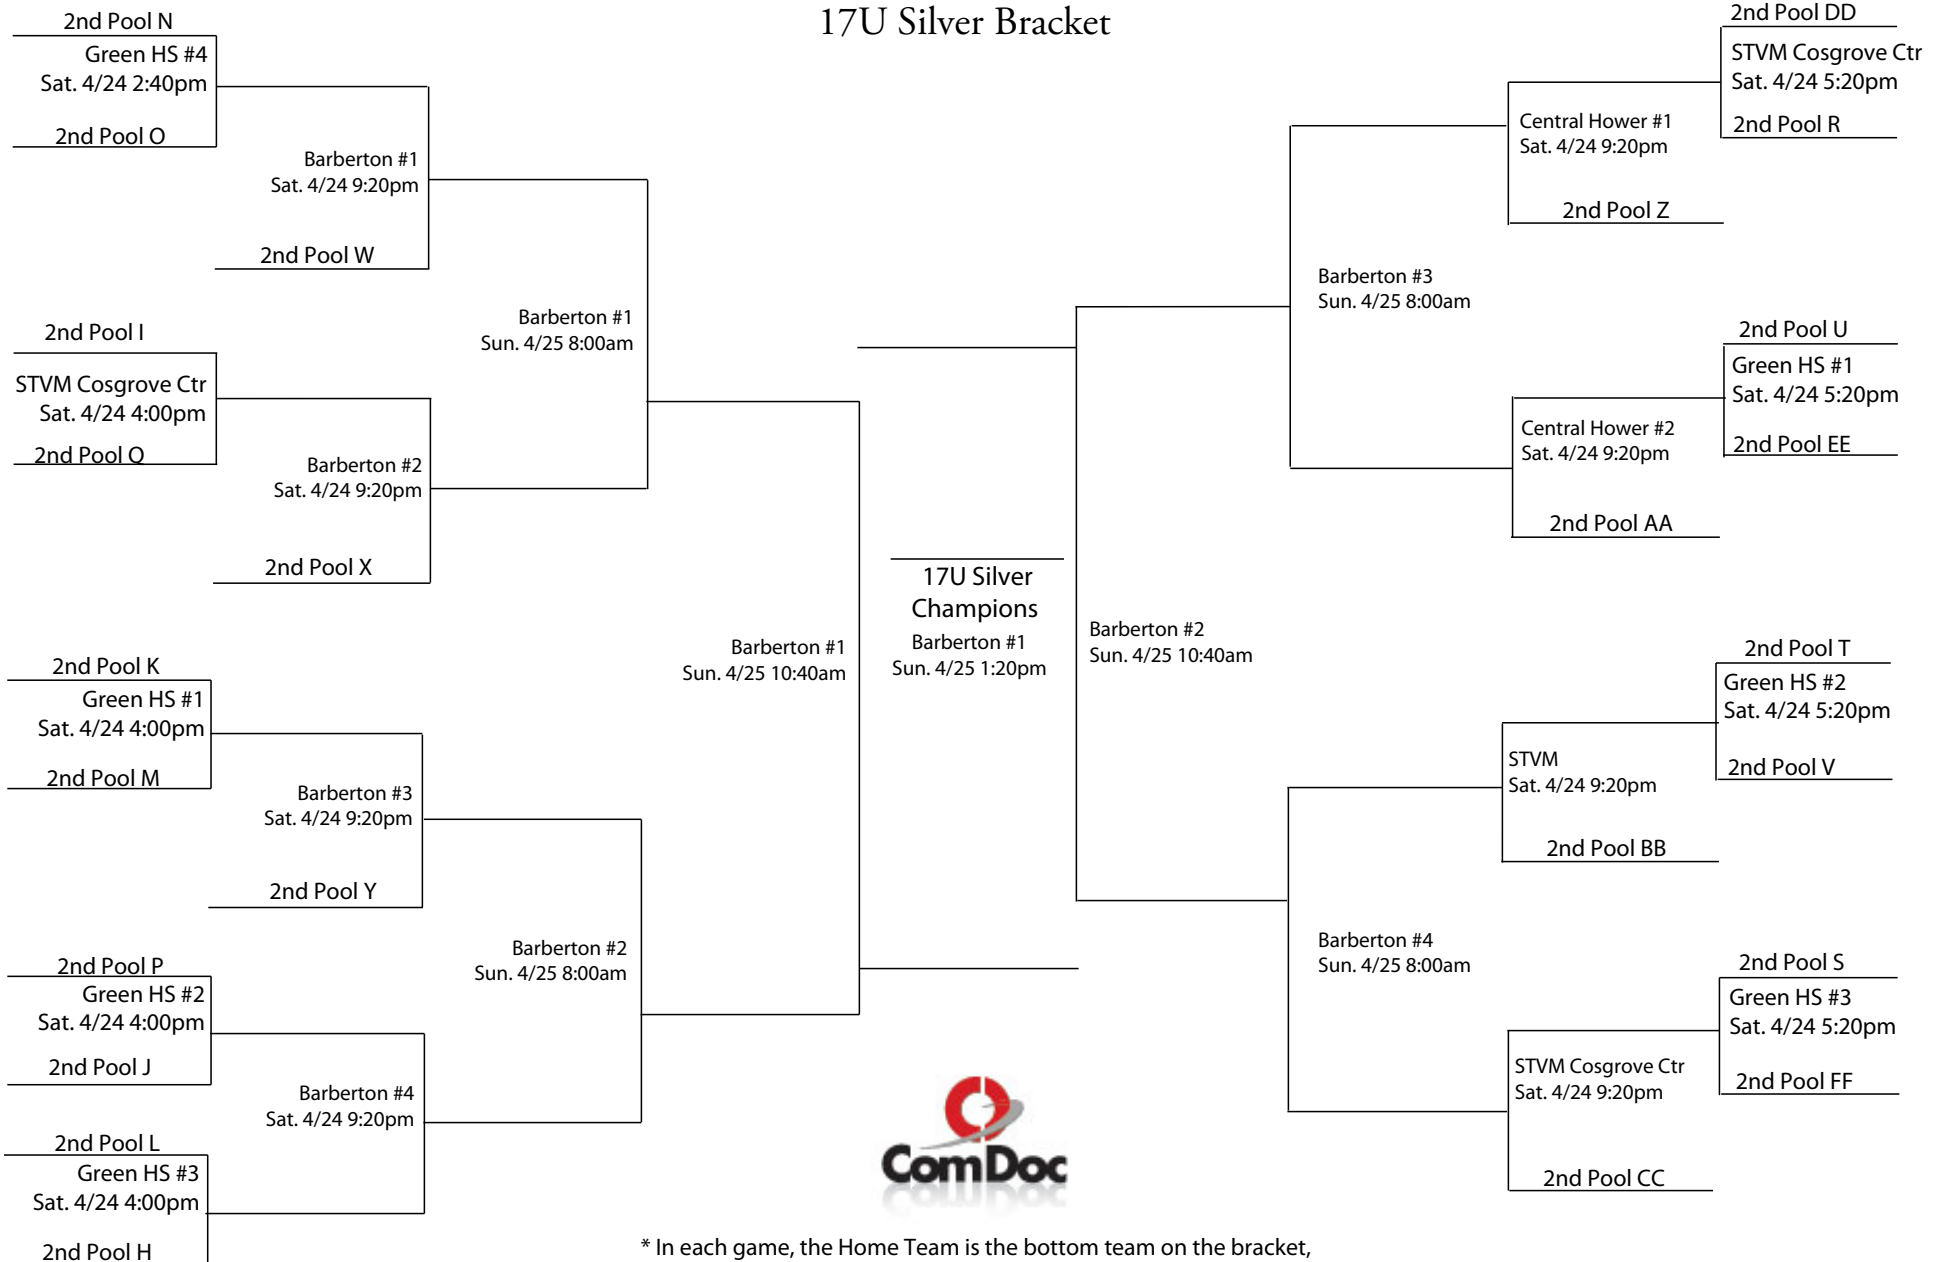 17U Silver Bracket
2nd Pool N
Green HS #4
Sat. 4/24 2:40pm
2nd Pool O
Barberton #1
Sat. 4/24 9:20pm
2nd Pool W
Barberton #1
Sun. 4/25 8:00am
2nd Pool I
STVM Cosgrove Ctr
Sat. 4/24 4:00pm
2nd Pool Q
Barberton #2
Sat. 4/24 9:20pm
2nd Pool X
Barberton #1
Sun. 4/25 10:40am
2nd Pool K
Green HS #1
Sat. 4/24 4:00pm
2nd Pool M
Barberton #3
Sat. 4/24 9:20pm
2nd Pool Y
Barberton #2
Sun. 4/25 8:00am
2nd Pool P
Green HS #2
Sat. 4/24 4:00pm
2nd Pool J
Barberton #4
Sat. 4/24 9:20pm
2nd Pool L
Green HS #3
Sat. 4/24 4:00pm
2nd Pool H
17U Silver
Champions
Barberton #1
Sun. 4/25 1:20pm
Barberton #2
Sun. 4/25 10:40am
2nd Pool DD
STVM Cosgrove Ctr
Sat. 4/24 5:20pm
2nd Pool R
Central Hower #1
Sat. 4/24 9:20pm
2nd Pool Z
Barberton #3
Sun. 4/25 8:00am
2nd Pool U
Green HS #1
Sat. 4/24 5:20pm
2nd Pool EE
Central Hower #2
Sat. 4/24 9:20pm
2nd Pool AA
2nd Pool T
Green HS #2
Sat. 4/24 5:20pm
2nd Pool V
STVM
Sat. 4/24 9:20pm
2nd Pool BB
Barberton #4
Sun. 4/25 8:00am
2nd Pool S
Green HS #3
Sat. 4/24 5:20pm
2nd Pool FF
STVM Cosgrove Ctr
Sat. 4/24 9:20pm
2nd Pool CC
ComDoc
* In each game, the Home Team is the bottom team on the bracket,